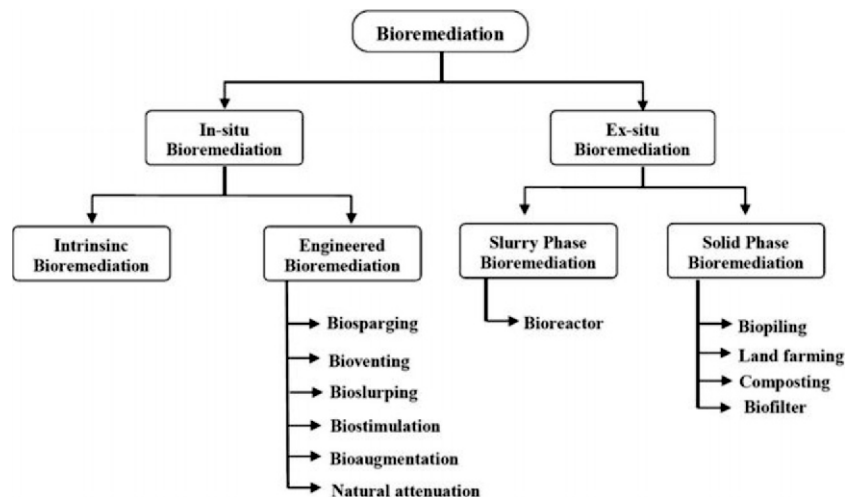 Bioremediation
In-situ
Bioremediation
Ex-situ
Bioremediation
Intrinsinc
Bioremediation
Engineered
Bioremediation
Slurry Phase
Bioremediation
Solid Phase
Bioremediation
Biosparging
Bioventing
Bioslurping
Biostimulation
Bioaugmentation
Natural attenuation
Bioreactor
Biopiling
Land farming
Composting
Biofilter